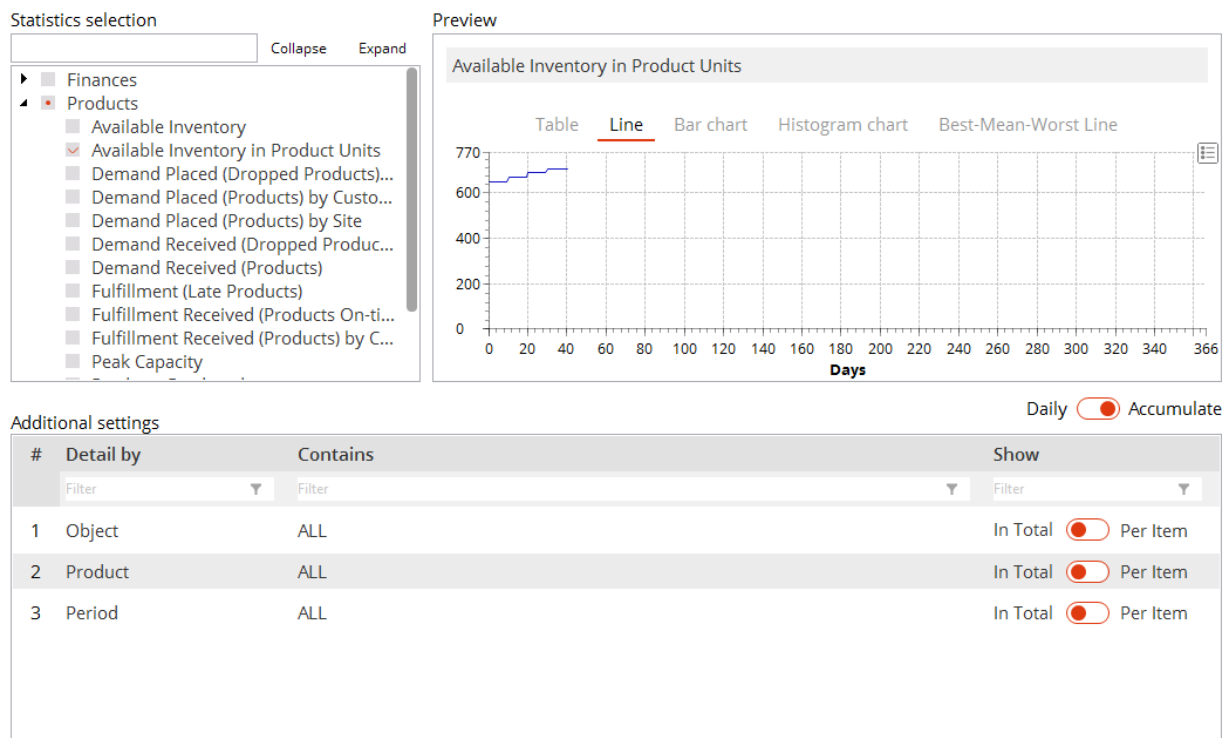 Statistics selection
Collapse Expand
Finances
Products
Available Inventory
Available Inventory in Product Units
Demand Placed (Dropped Products)...
Demand Placed (Products) by Custo...
Demand Placed (Products) by Site
Demand Received (Dropped Produc...
Demand Received (Products)
Fulfillment (Late Products)
Fulfillment Received (Products On-ti...
Fulfillment Received (Products) by C...
Peak Capacity
Preview
Available Inventory in Product Units
Table Line Bar chart Histogram chart Best-Mean-Worst Line
770
600
400
200
0
0 20 40 60 80 100 120 140 160 180 200 220 240 260 280 300 320 340 366
Days
Daily Accumulate
Additional settings
# Detail by Contains Show
Filter Filter Filter
1 Object ALL In Total Per Item
2 Product ALL In Total Per Item
3 Period ALL In Total Per Item